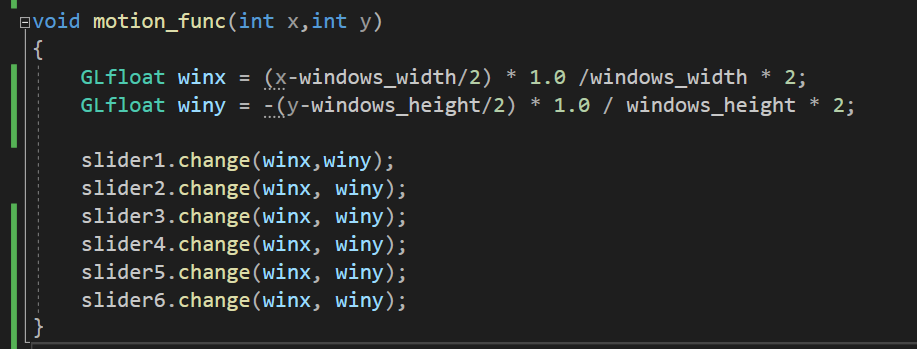 void motion_func(int x,int y)
{
GLfloat winx = (x-windows_width/2) * 1.0 /windows_width * 2;
GLfloat winy = -(y-windows_height/2) * 1.0 / windows_height * 2;
slider1.change(winx,winy);
slider2.change(winx, winy);
slider3.change(winx, winy);
slider4.change(winx, winy);
slider5.change(winx, winy);
slider6.change(winx, winy);
}